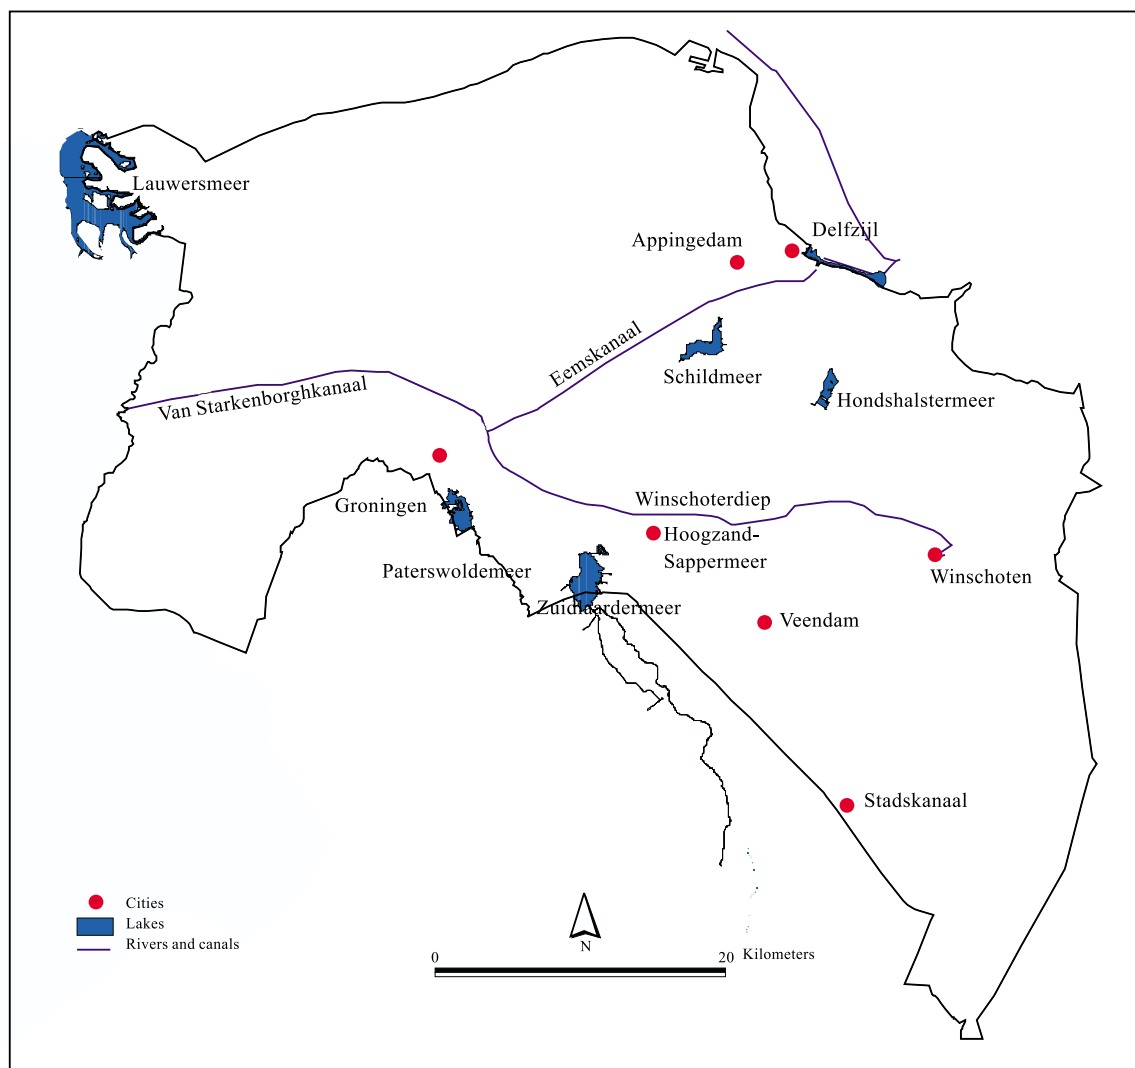 Lauwersmeer
Delfzijl
Appingedam
Eemskanaal
Schildmeer
Van Starkenborghkanaal
Hondshalstermeer
Winschoterdiep
Groningen
Hoogzand-
Sappermeer
Paterswoldemeer
Winschoten
Zuidlaardermeer
Veendam
Stadskanaal
Cities
Lakes
Rivers and canals
N
0
20
Kilometers